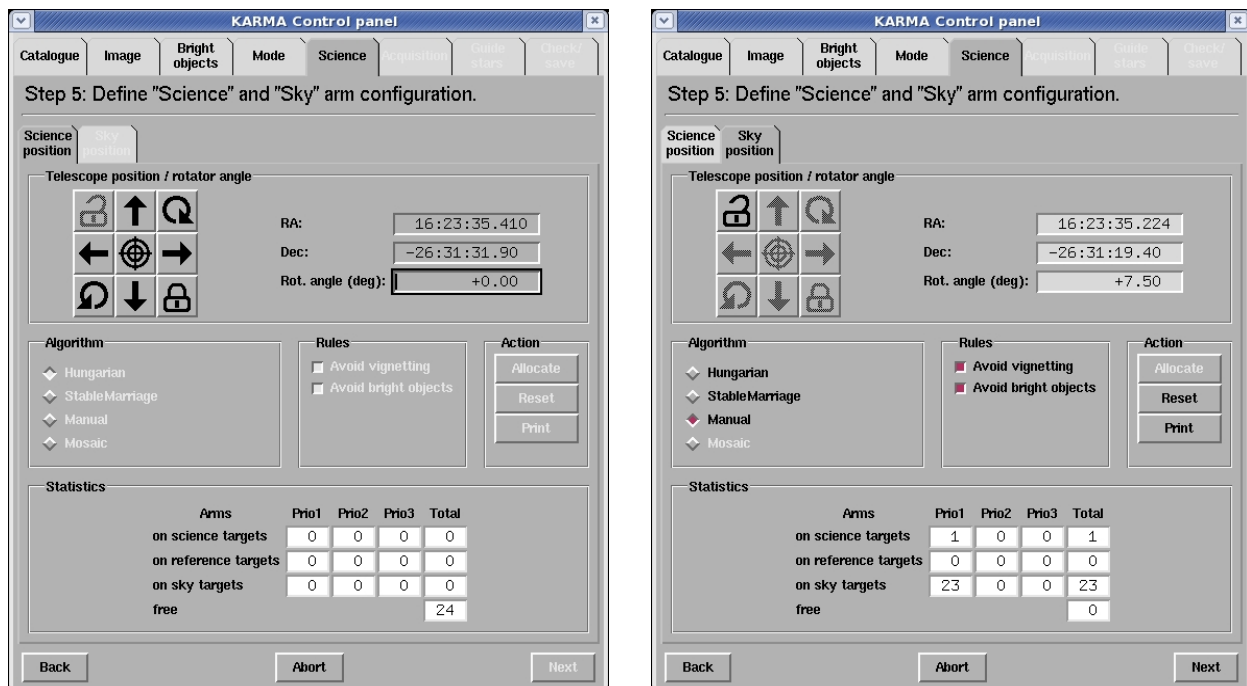 KARMA Control panel
Catalogue Image Bright objects Mode Science Acquisition Guide stars Check/ save
Step 5: Define "Science" and "Sky" arm configuration.
Science position Sky position
Telescope position / rotator angle
RA: 16:23:35.410
Dec: -26:31:31.90
Rot. angle (deg): +0.00
Algorithm
Hungarian
StableMarriage
Manual
Mosaic
Rules
Avoid vignetting
Avoid bright objects
Action
Allocate
Reset
Print
Statistics
Arms Prio1 Prio2 Prio3 Total
on science targets 0 0 0 0
on reference targets 0 0 0 0
on sky targets 0 0 0 0
free 24
Back Abort Next
KARMA Control panel
Catalogue Image Bright objects Mode Science Acquisition Guide stars Check/ save
Step 5: Define "Science" and "Sky" arm configuration.
Science position Sky position
Telescope position / rotator angle
RA: 16:23:35.224
Dec: -26:31:19.40
Rot. angle (deg): +7.50
Algorithm
Hungarian
StableMarriage
Manual
Mosaic
Rules
Avoid vignetting
Avoid bright objects
Action
Allocate
Reset
Print
Statistics
Arms Prio1 Prio2 Prio3 Total
on science targets 1 0 0 1
on reference targets 0 0 0 0
on sky targets 23 0 0 23
free 0
Back Abort Next